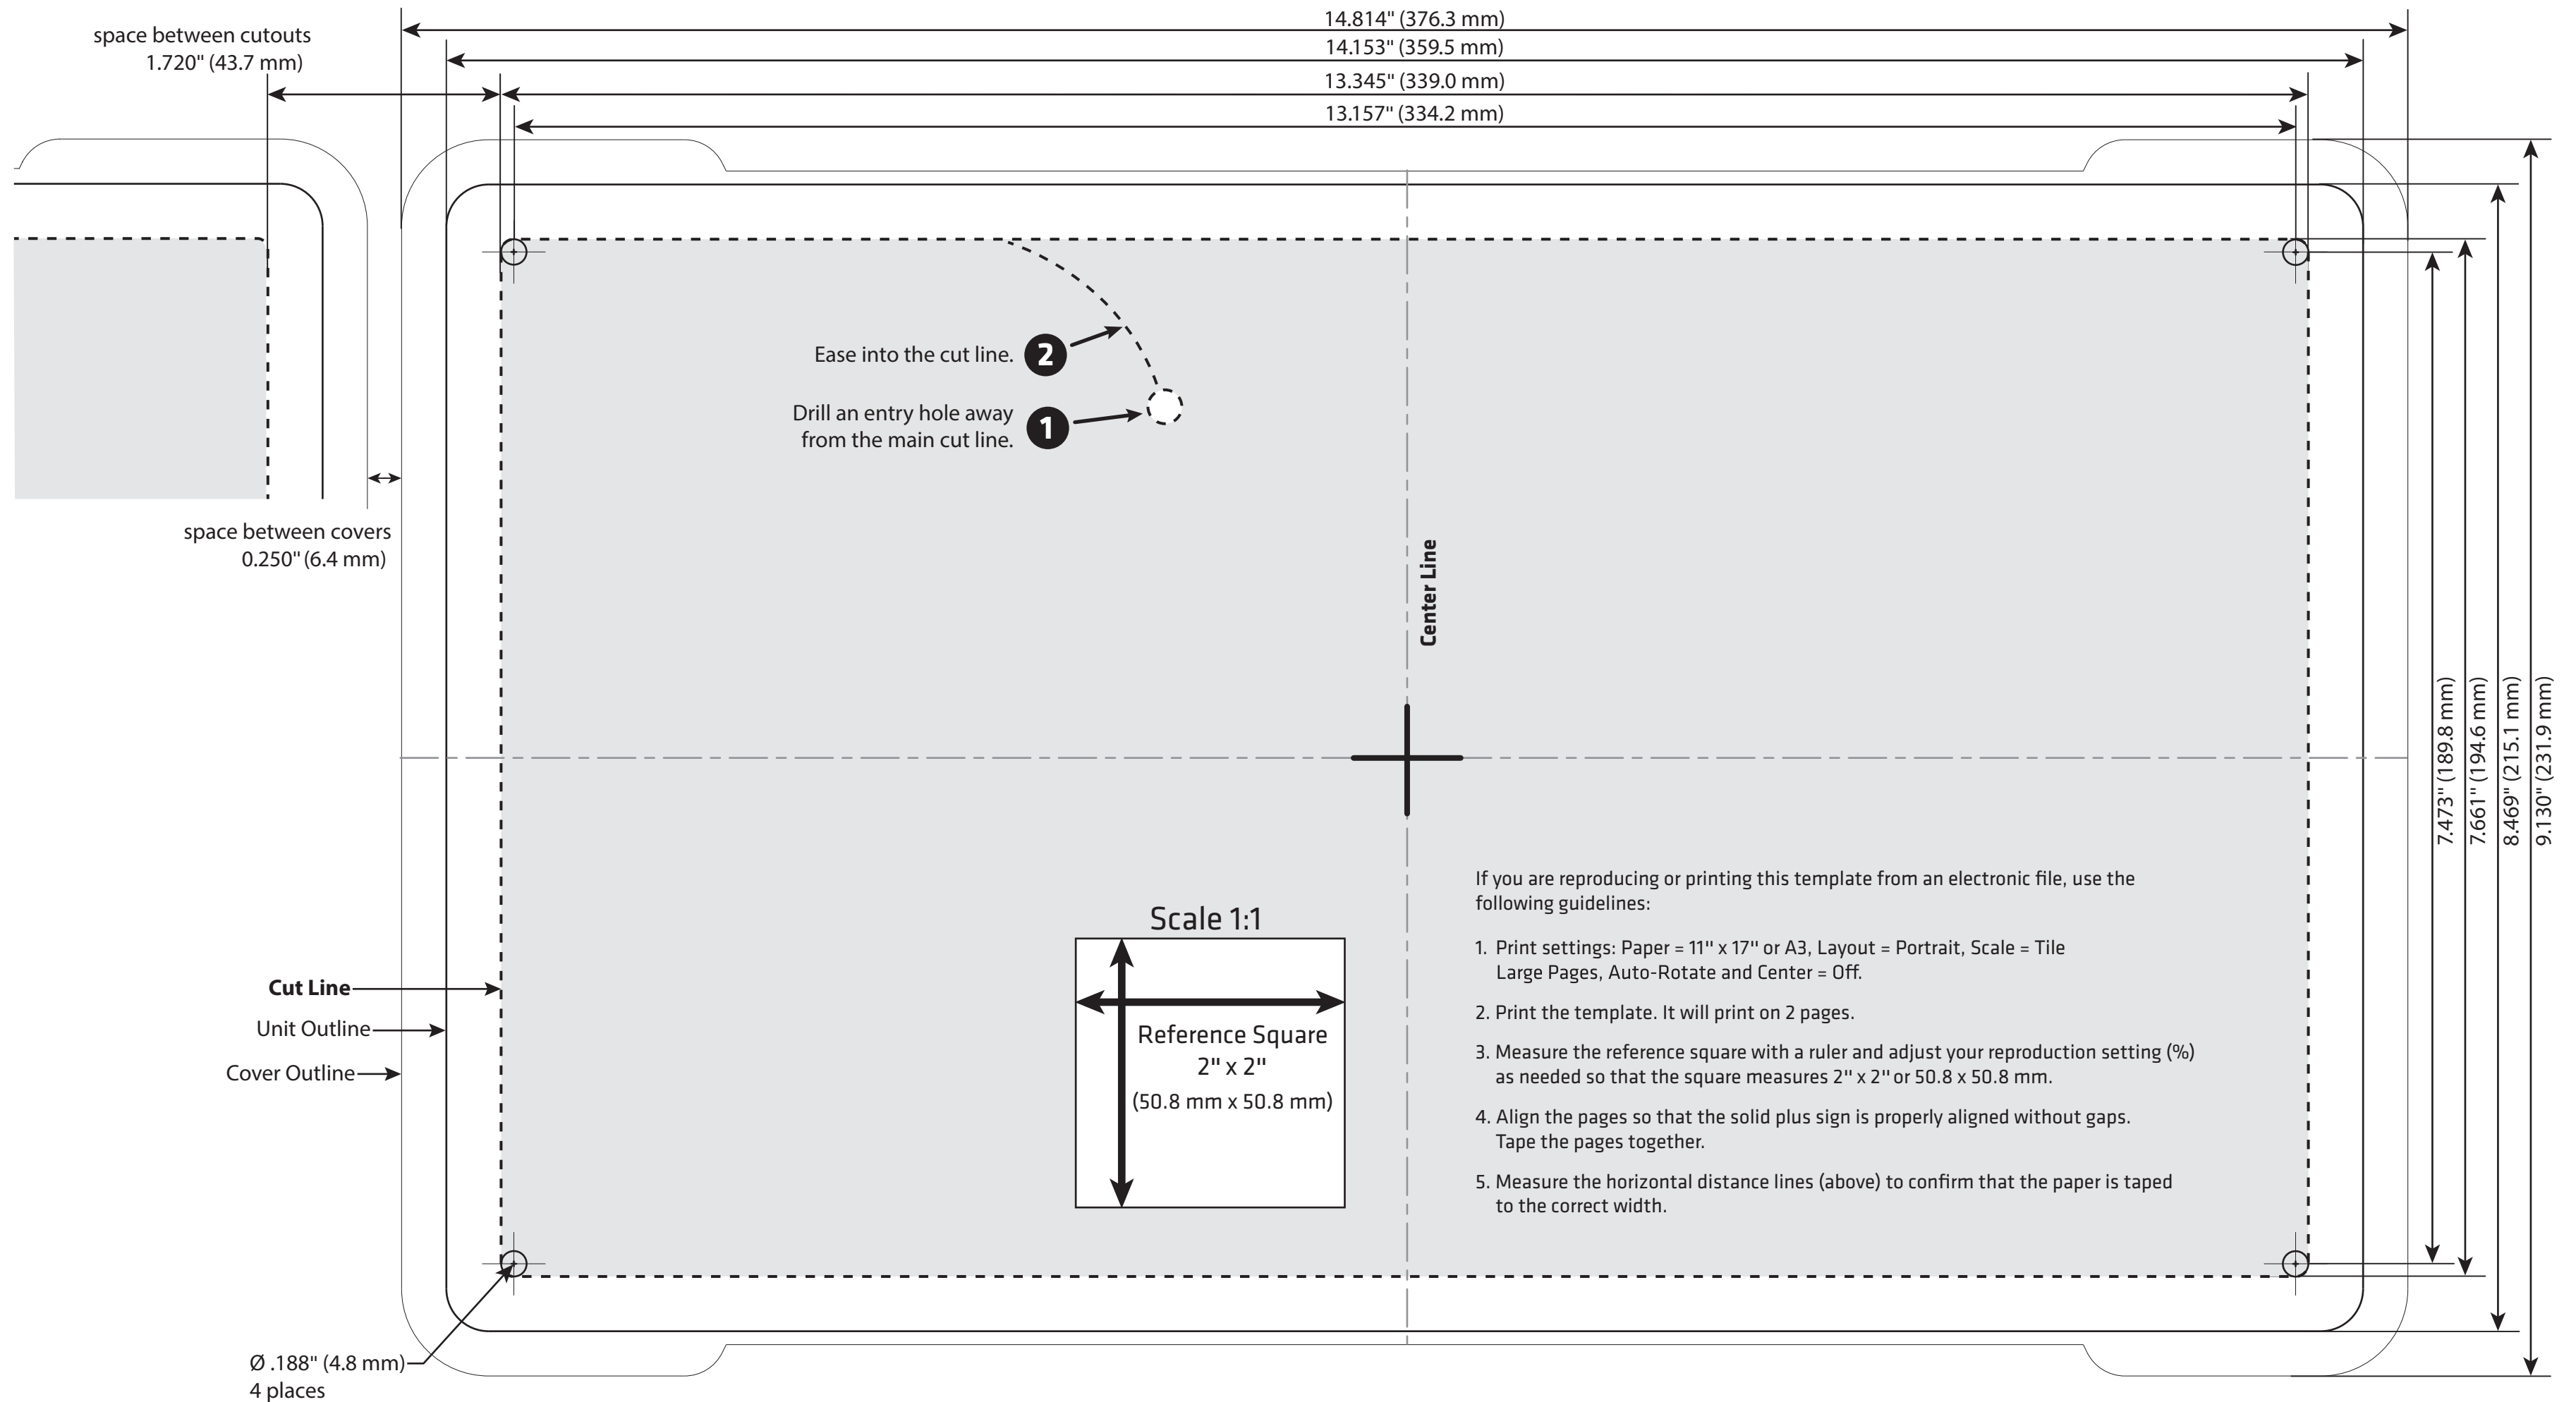 14.814" (376.3 mm)
14.153" (359.5 mm)
13.345" (339.0 mm)
13.157" (334.2 mm)
space between cutouts
1.720" (43.7 mm)
Ease into the cut line.
2
Drill an entry hole away
from the main cut line.
1
space between covers
0.250" (6.4 mm)
Center Line
7.473" (189.8 mm)
7.661" (194.6 mm)
8.469" (215.1 mm)
9.130" (231.9 mm)
Cut Line
Unit Outline
Cover Outline
Scale 1:1
Reference Square
2" x 2"
(50.8 mm x 50.8 mm)
If you are reproducing or printing this template from an electronic file, use the
following guidelines:
1. Print settings: Paper = 11" x 17" or A3, Layout = Portrait, Scale = Tile
Large Pages, Auto-Rotate and Center = Off.
2. Print the template. It will print on 2 pages.
3. Measure the reference square with a ruler and adjust your reproduction setting (%)
as needed so that the square measures 2" x 2" or 50.8 x 50.8 mm.
4. Align the pages so that the solid plus sign is properly aligned without gaps.
Tape the pages together.
5. Measure the horizontal distance lines (above) to confirm that the paper is taped
to the correct width.
Ø .188" (4.8 mm)
4 places